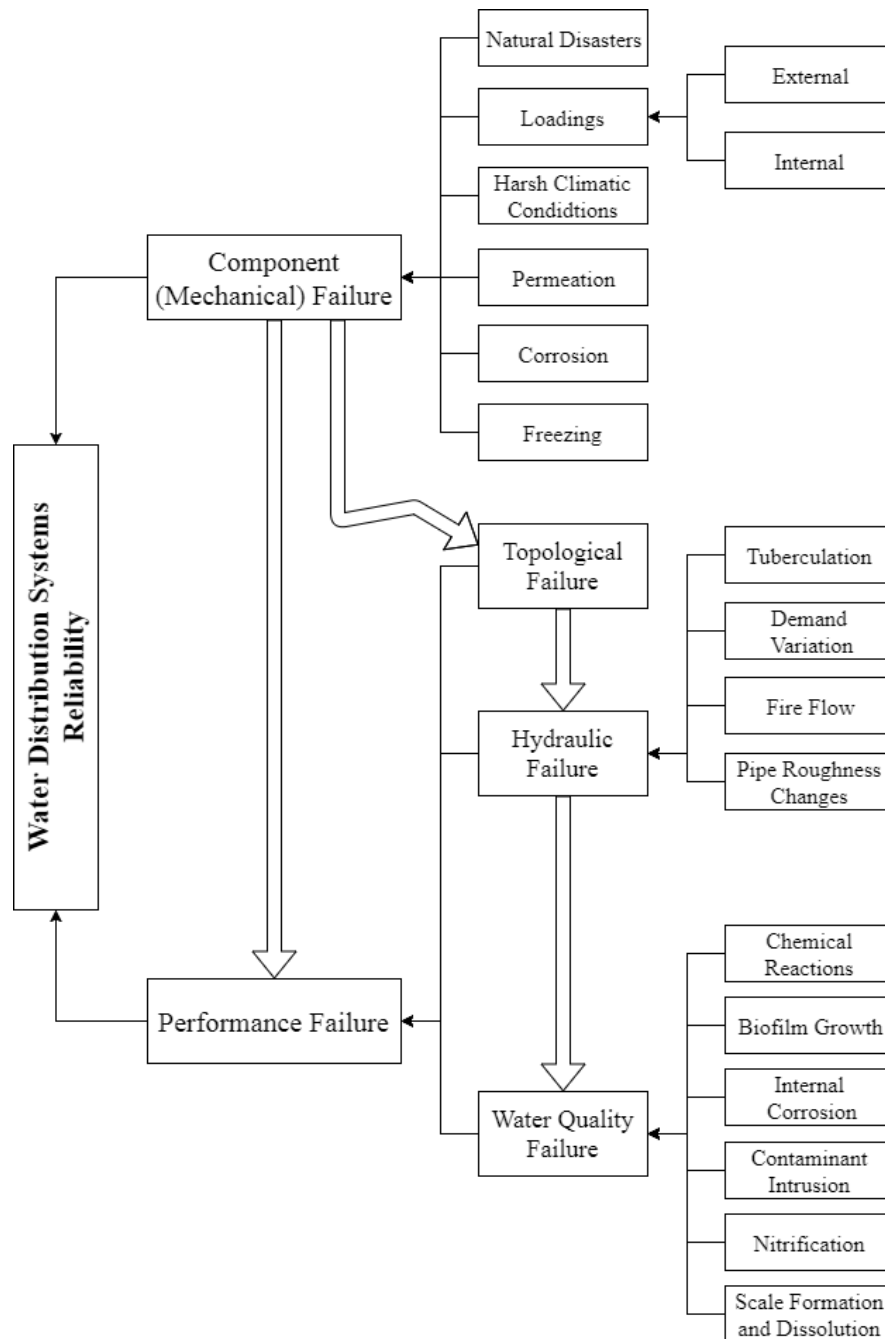 Natural Disasters
External
Loadings
Internal
Harsh Climatic
Condidtions
Component
(Mechanical) Failure
Permeation
Corrosion
Freezing
Water Distribution Systems
Reliability
Topological
Failure
Tuberculation
Demand
Variation
Hydraulic
Failure
Fire Flow
Pipe Roughness
Changes
Performance Failure
Chemical
Reactions
Biofilm Growth
Internal
Corrosion
Water Quality
Failure
Contaminant
Intrusion
Nitrification
Scale Formation
and Dissolution